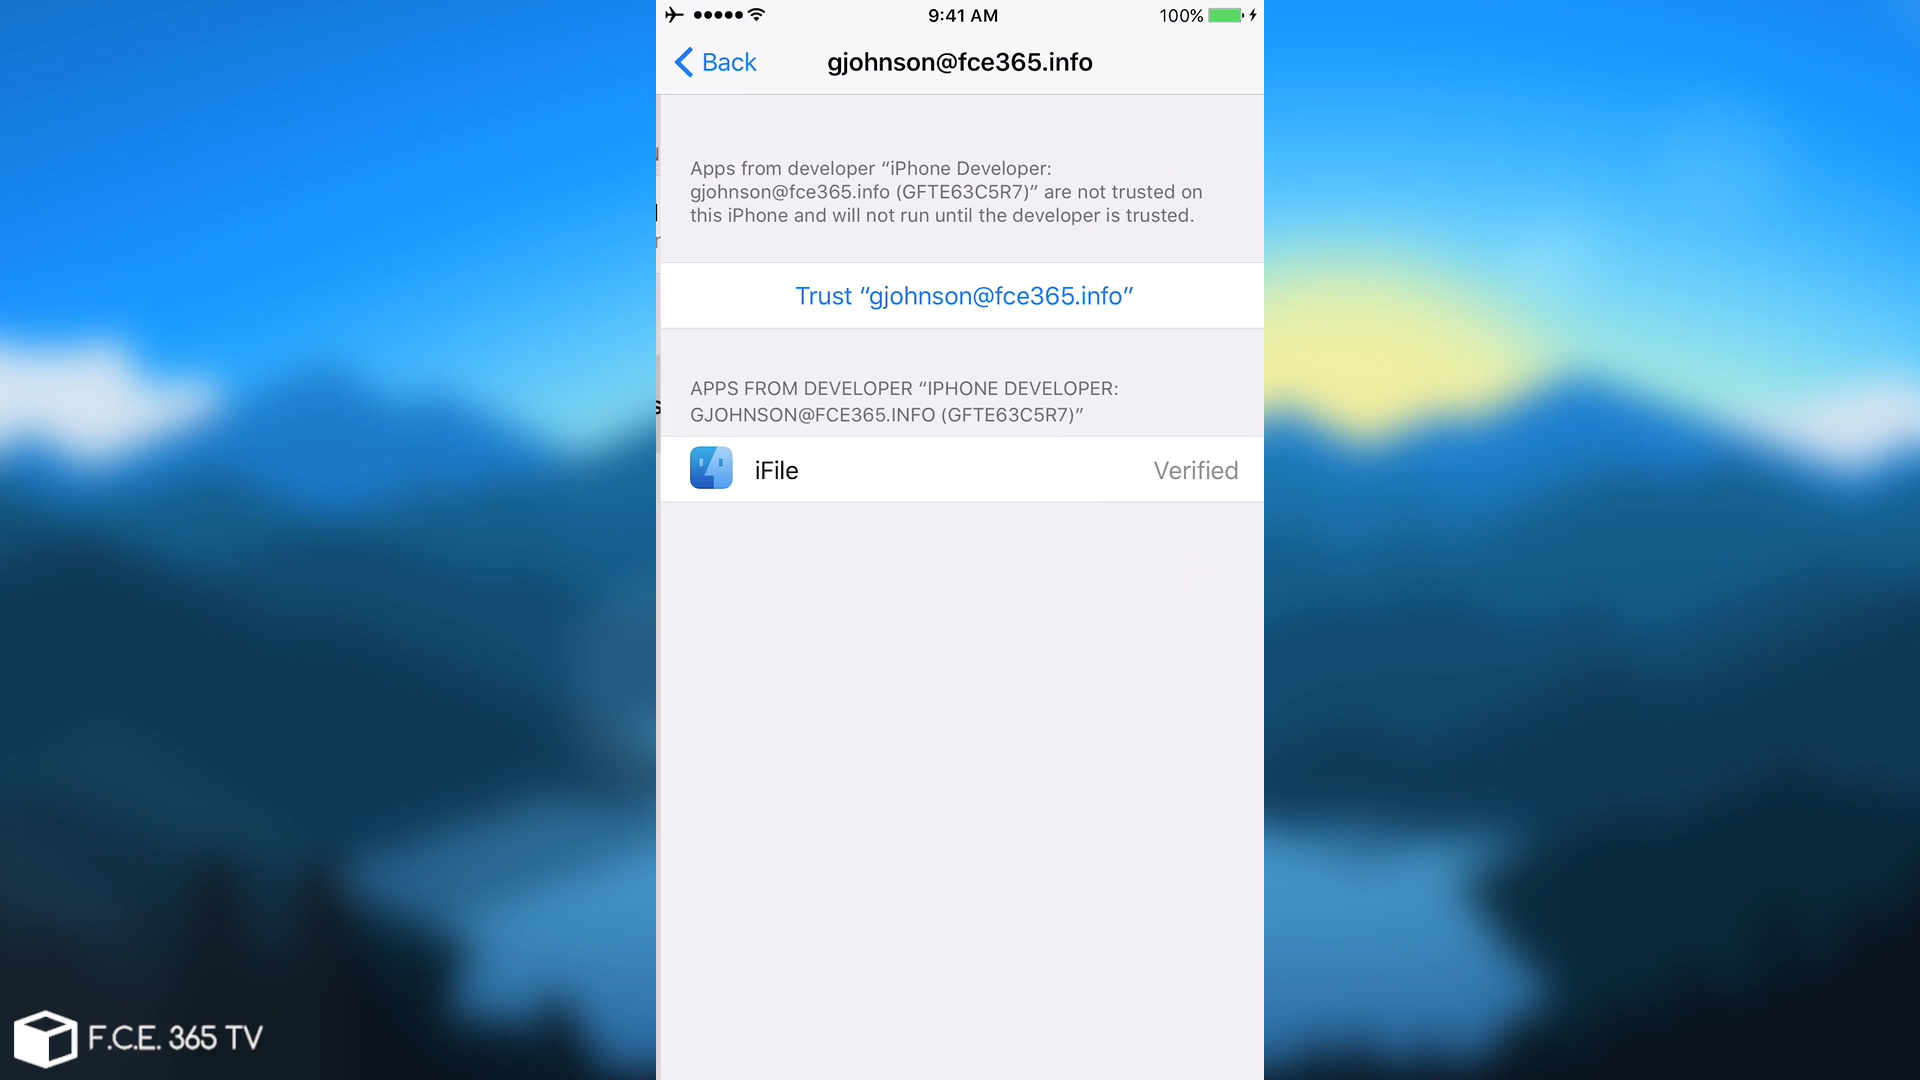 9:41 AM
100%
Back
gjohnson@fce365.info
Apps from developer “iPhone Developer:
gjohnson@fce365.info (GFTE63C5R7)” are not trusted on
this iPhone and will not run until the developer is trusted.
Trust “gjohnson@fce365.info”
APPS FROM DEVELOPER “IPHONE DEVELOPER:
GJOHNSON@FCE365.INFO (GFTE63C5R7)”
iFile
Verified
F.C.E. 365 TV